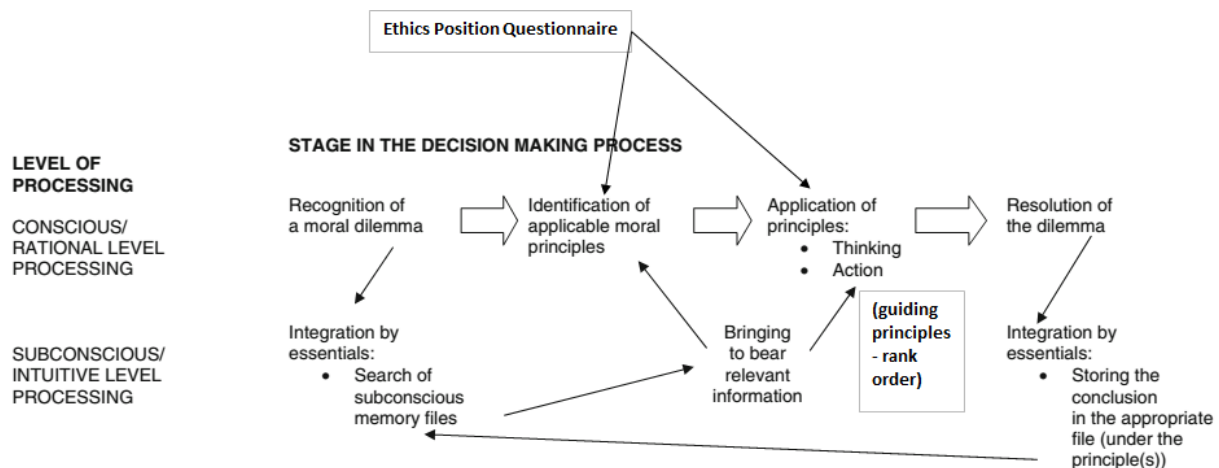 Ethics Position Questionnaire
STAGE IN THE DECISION MAKING PROCESS
LEVEL OF
PROCESSING
CONSCIOUS/
RATIONAL LEVEL
PROCESSING
Recognition of
a moral dilemma
Identification of
applicable moral
principles
Application of
principles:
• Thinking
• Action
Resolution of
the dilemma
SUBCONSCIOUS/
INTUITIVE LEVEL
PROCESSING
Integration by
essentials:
• Search of
subconscious
memory files
Bringing
to bear
relevant
information
(guiding
principles
- rank
order)
Integration by
essentials:
• Storing the
conclusion
in the appropriate
file (under the
principle(s))